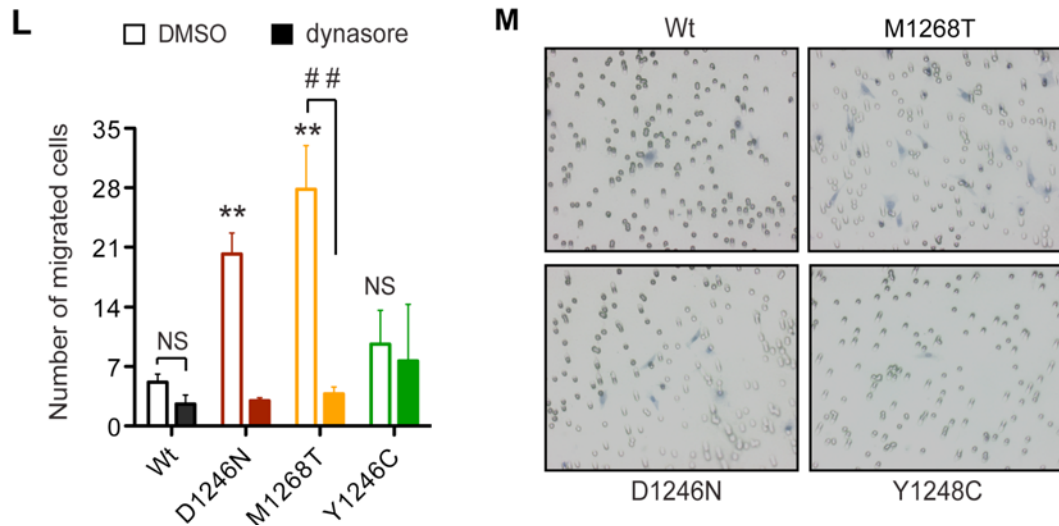 L
DMSO dynasore
Number of migrated cells
35
28
21
14
7
0
NS
**
**
# #
NS
Wt
D1246N
M1268T
Y1246C
M
Wt M1268T
D1246N Y1248C